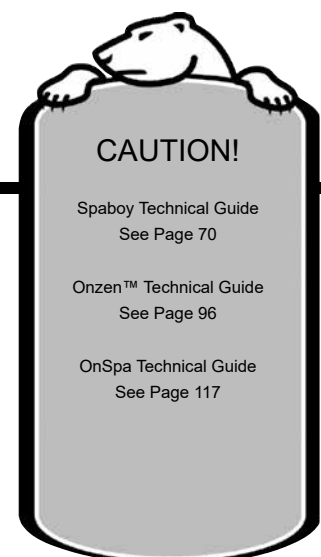 CAUTION!
Spaboy Technical Guide
See Page 70
Onzen™ Technical Guide
See Page 96
OnSpa Technical Guide
See Page 117